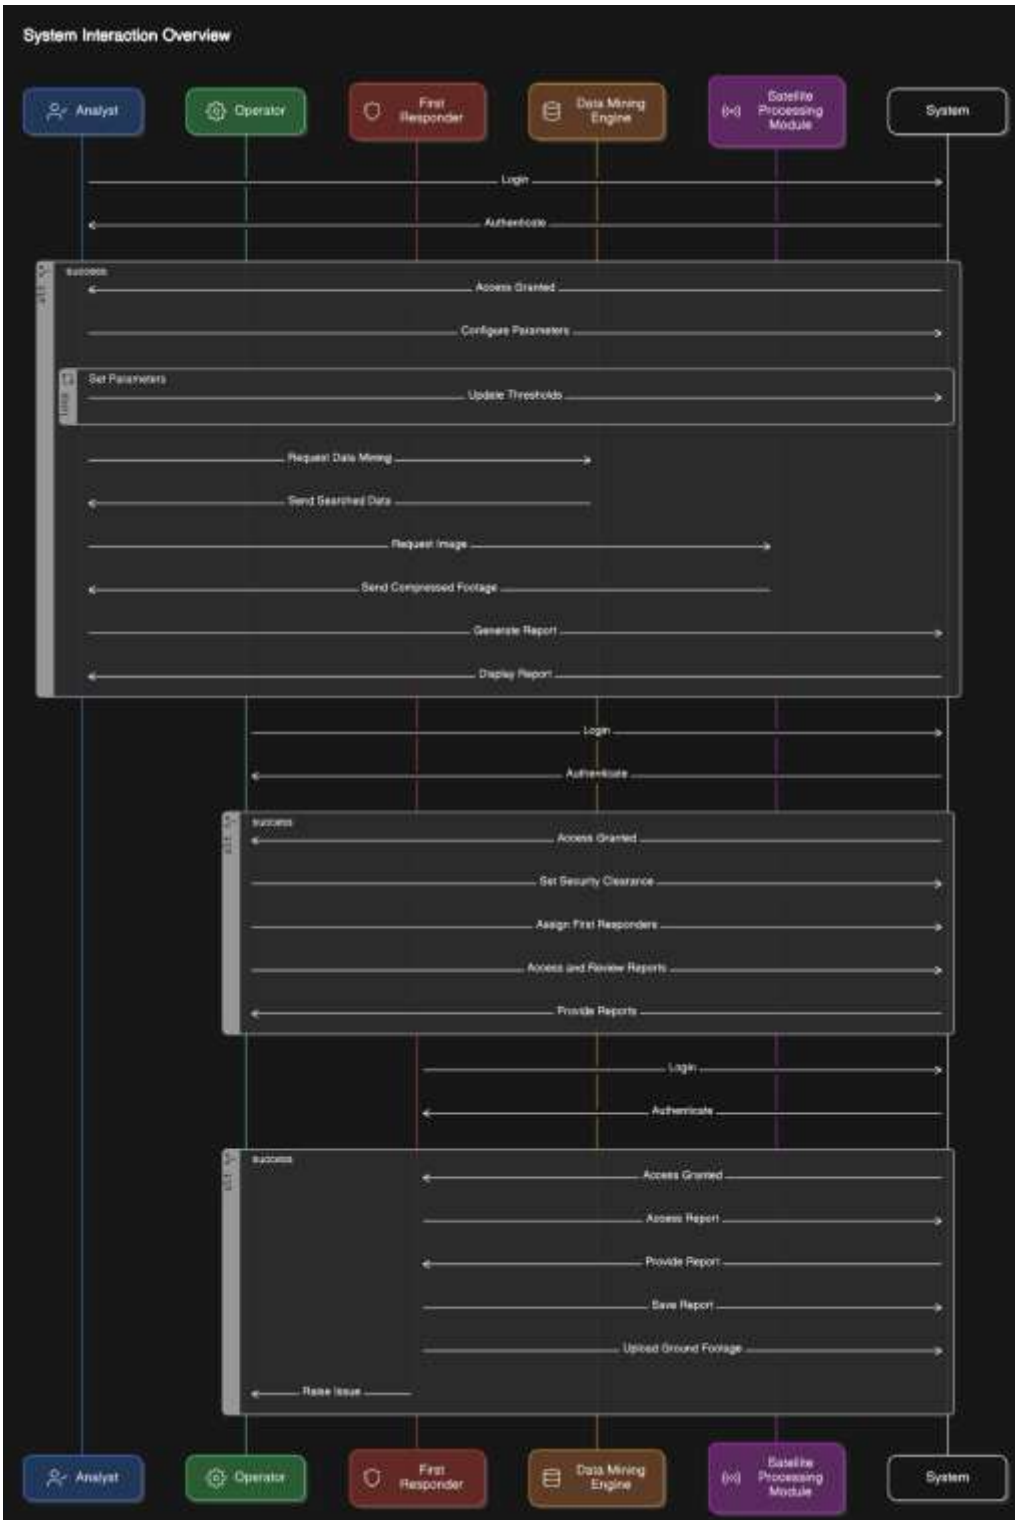 System Interaction Overview
Analyst
Operator
First
Responder
Data Mining
Engine
Satellite
Processing
Module
System
Login
Authenticate
alt
success
Access Granted
Configure Parameters
loop
Set Parameters
Update Thresholds
Request Data Mining
Send Searched Data
Request Image
Send Compressed Footage
Generate Report
Display Report
Login
Authenticate
alt
success
Access Granted
Set Security Clearance
Assign First Responders
Access and Review Reports
Provide Reports
Login
Authenticate
alt
success
Access Granted
Access Report
Provide Report
Save Report
Upload Ground Footage
Raise Issue
Analyst
Operator
First
Responder
Data Mining
Engine
Satellite
Processing
Module
System